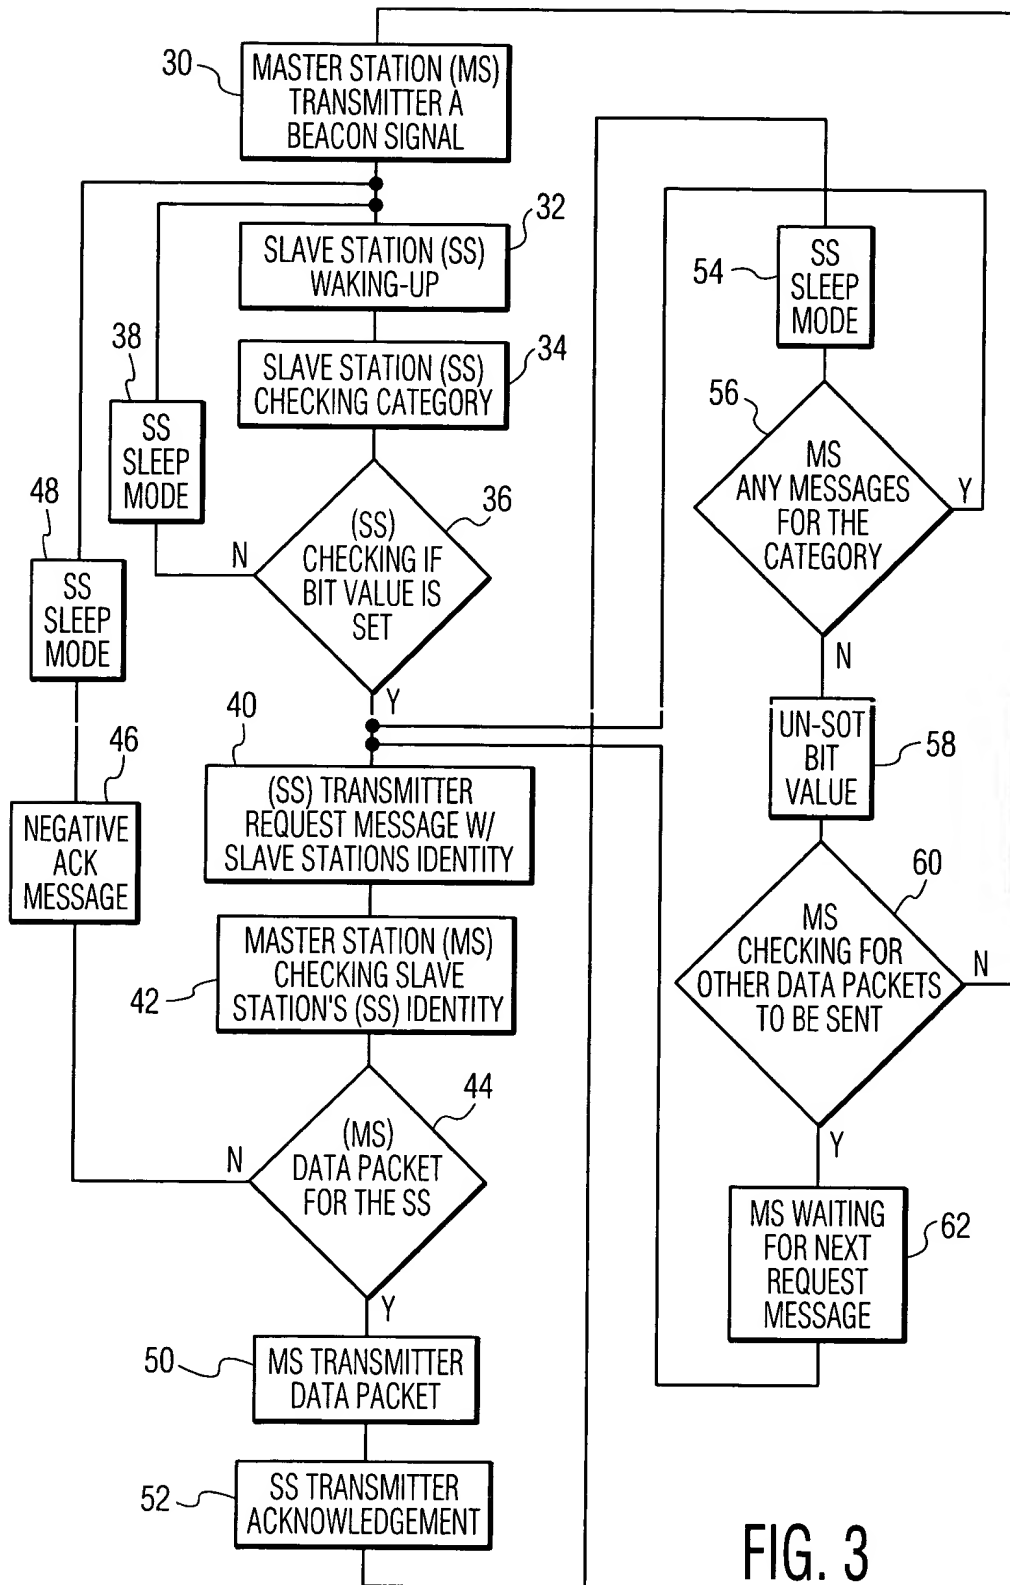 30
MASTER STATION (MS)
TRANSMITTER A
BEACON SIGNAL
32
SLAVE STATION (SS)
WAKING-UP
34
SLAVE STATION (SS)
CHECKING CATEGORY
38
SS
SLEEP
MODE
36
(SS)
CHECKING IF
BIT VALUE IS
SET
N
Y
48
SS
SLEEP
MODE
46
NEGATIVE
ACK
MESSAGE
40
(SS) TRANSMITTER
REQUEST MESSAGE W/
SLAVE STATIONS IDENTITY
42
MASTER STATION (MS)
CHECKING SLAVE
STATION'S (SS) IDENTITY
44
(MS)
DATA PACKET
FOR THE SS
N
Y
50
MS TRANSMITTER
DATA PACKET
52
SS TRANSMITTER
ACKNOWLEDGEMENT
54
SS
SLEEP
MODE
56
MS
ANY MESSAGES
FOR THE
CATEGORY
Y
N
UN-SOT
BIT
VALUE
58
60
MS
CHECKING FOR
OTHER DATA PACKETS
TO BE SENT
N
Y
MS WAITING
FOR NEXT
REQUEST
MESSAGE
62
FIG. 3